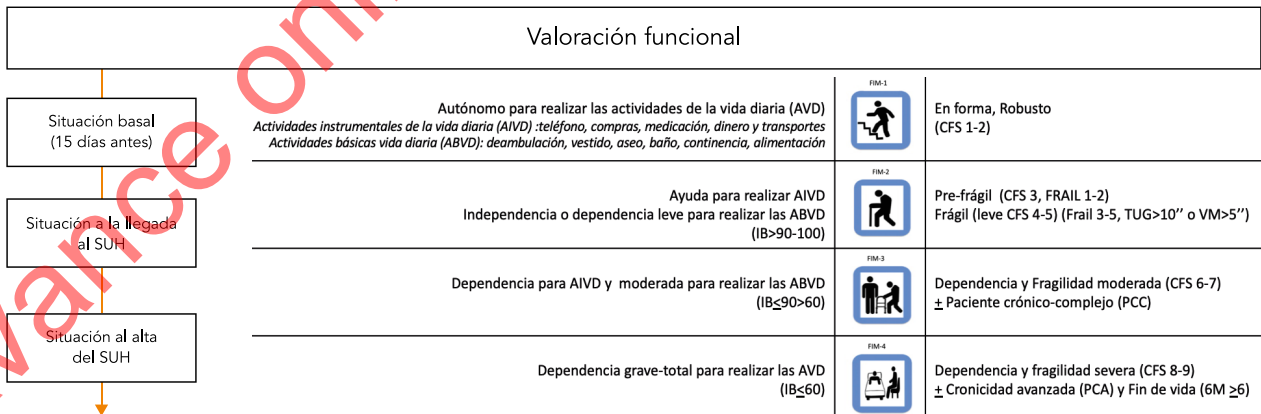 Valoración funcional
Situación basal
(15 días antes)
Situación a la llegada
al SUH
Situación al alta
del SUH
Autónomo para realizar las actividades de la vida diaria (AVD)
Actividades instrumentales de la vida diaria (AIVD) :teléfono, compras, medicación, dinero y transportes
Actividades básicas vida diaria (ABVD): deambulación, vestido, aseo, baño, continencia, alimentación
FIM-1
En forma, Robusto
(CFS 1-2)
Ayuda para realizar AIVD
Independencia o dependencia leve para realizar las ABVD
(IB>90-100)
FIM-2
Pre-frágil (CFS 3, FRAIL 1-2)
Frágil (leve CFS 4-5) (Frail 3-5, TUG>10’’ o VM>5’’)
Dependencia para AIVD y moderada para realizar las ABVD
(IB≤90>60)
FIM-3
Dependencia y Fragilidad moderada (CFS 6-7)
± Paciente crónico-complejo (PCC)
Dependencia grave-total para realizar las AVD
(IB≤60)
FIM-4
Dependencia y fragilidad severa (CFS 8-9)
± Cronicidad avanzada (PCA) y Fin de vida (6M ≥6)
vance onl